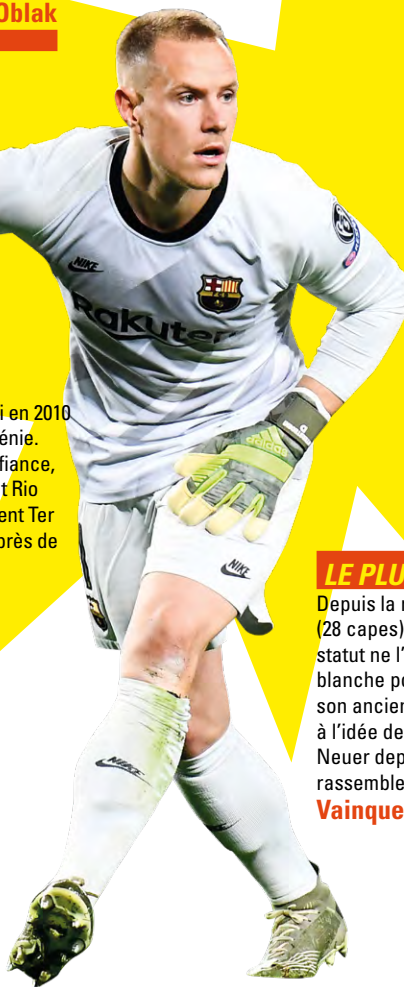 Oblak
NIKE
Rakuten
adidas
i en 2010
énie.
fiance,
t Rio
ent Ter
près de
NIKE
LE PLU
Depuis la
(28 capes)
statut ne l'
blanche po
son ancien
à l'idée de
Neuer dep
rassemble
Vainque
NIKE